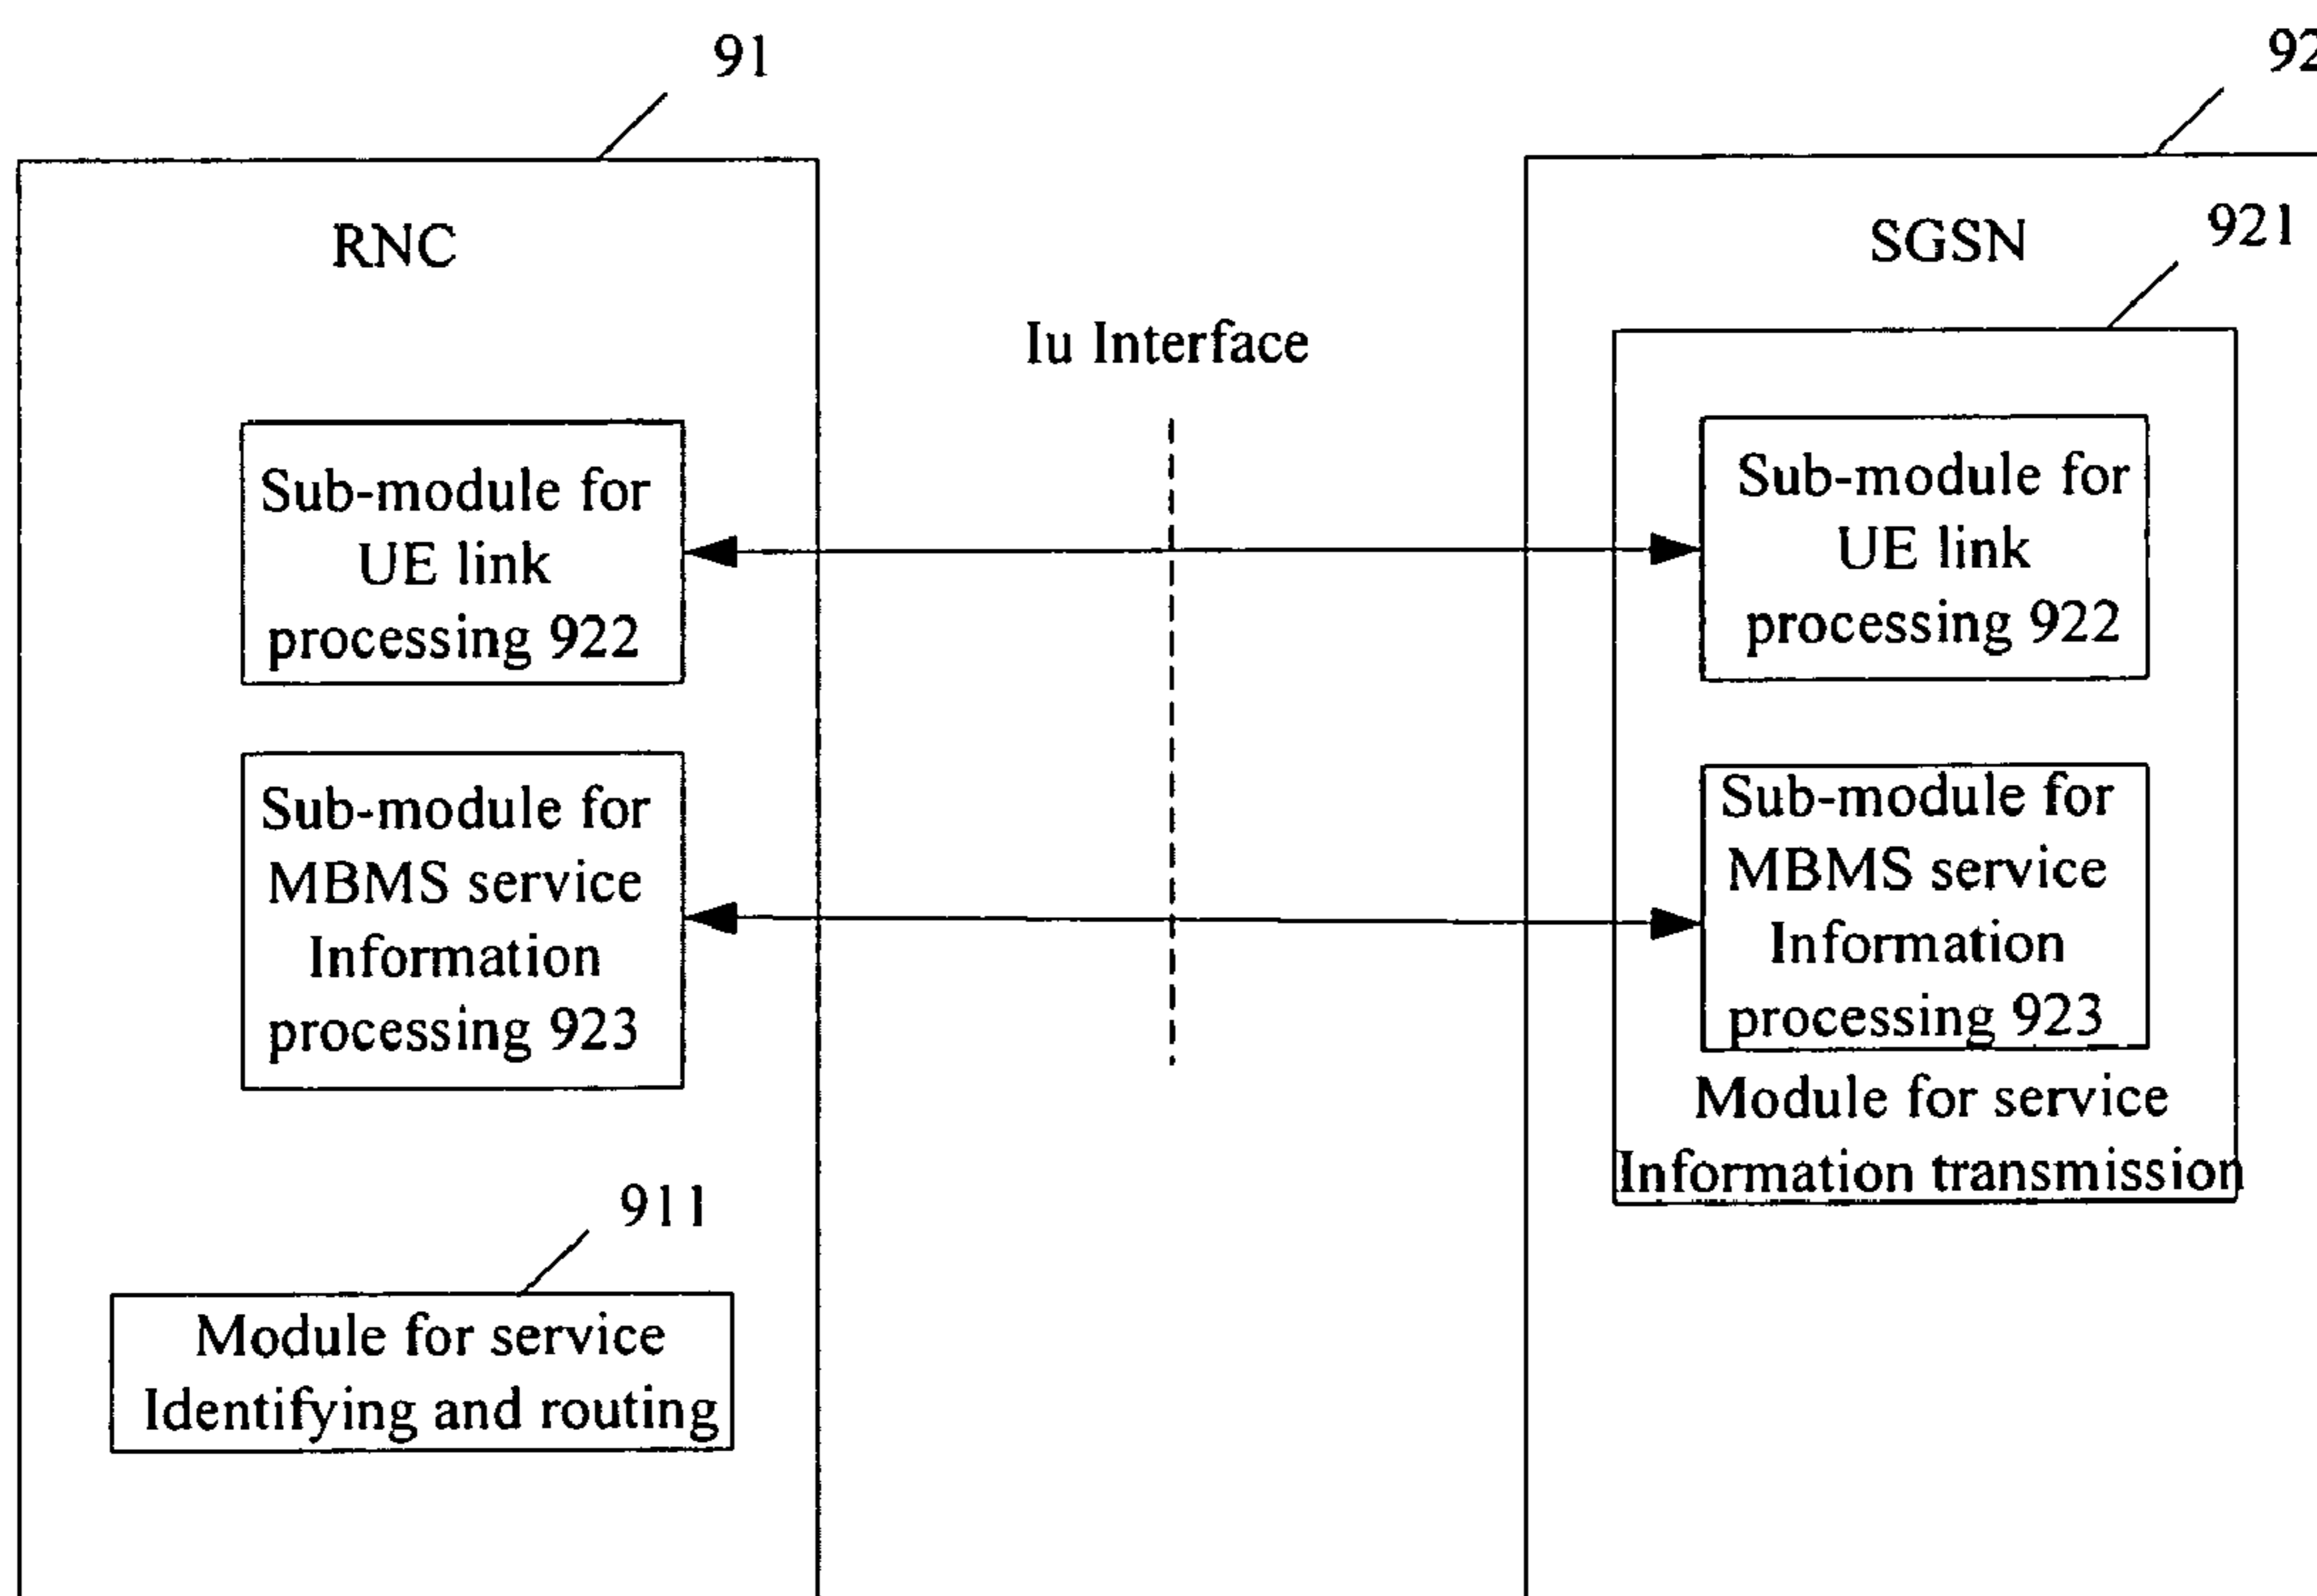 91
92
RNC
SGSN
921
Iu Interface
Sub-module for
UE link
processing 922
Sub-module for
UE link
processing 922
Sub-module for
MBMS service
Information
processing 923
Sub-module for
MBMS service
Information
processing 923
Module for service
Information transmission
911
Module for service
Identifying and routing